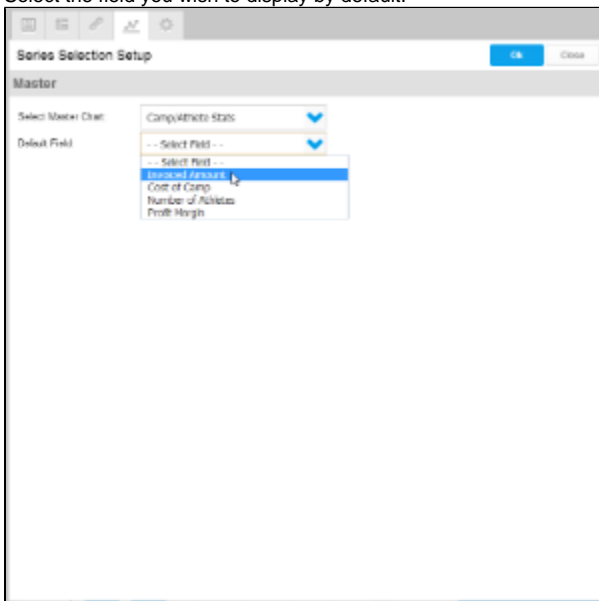 Select the field you wish to display by default.
Series Selection Setup
Ok
Close
Master
Select Master Chart:
Camp/Athlete Stats
Default Field
- - Select Field - -
- - Select Field - -
Invoiced Amount
Cost of Camp
Number of Athletes
Profit Margin